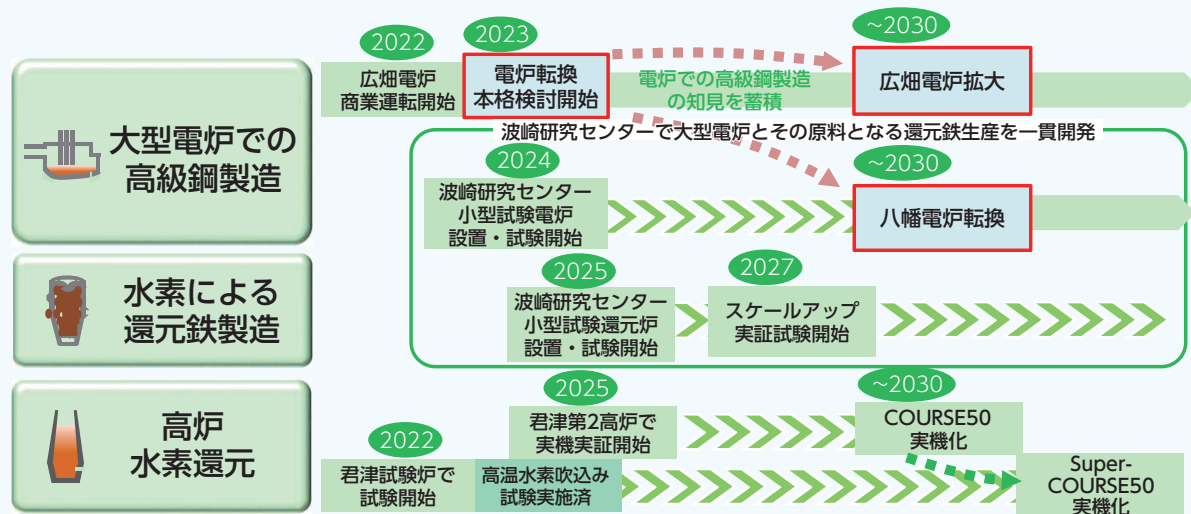 大型電炉での
高級鋼製造
2022
広畑電炉
商業運転開始
2023
電炉転換
本格検討開始
電炉での高級鋼製造
の知見を蓄積
~2030
広畑電炉拡大
波崎研究センターで大型電炉とその原料となる還元鉄生産を一貫開発
2024
波崎研究センター
小型試験電炉
設置・試験開始
~2030
八幡電炉転換
水素による
還元鉄製造
2025
波崎研究センター
小型試験還元炉
設置・試験開始
2027
スケールアップ
実証試験開始
高炉
水素還元
2025
君津第2高炉で
実機実証開始
~2030
COURSE50
実機化
2022
君津試験炉で
試験開始
高温水素吹込み
試験実施済
Super-
COURSE50
実機化